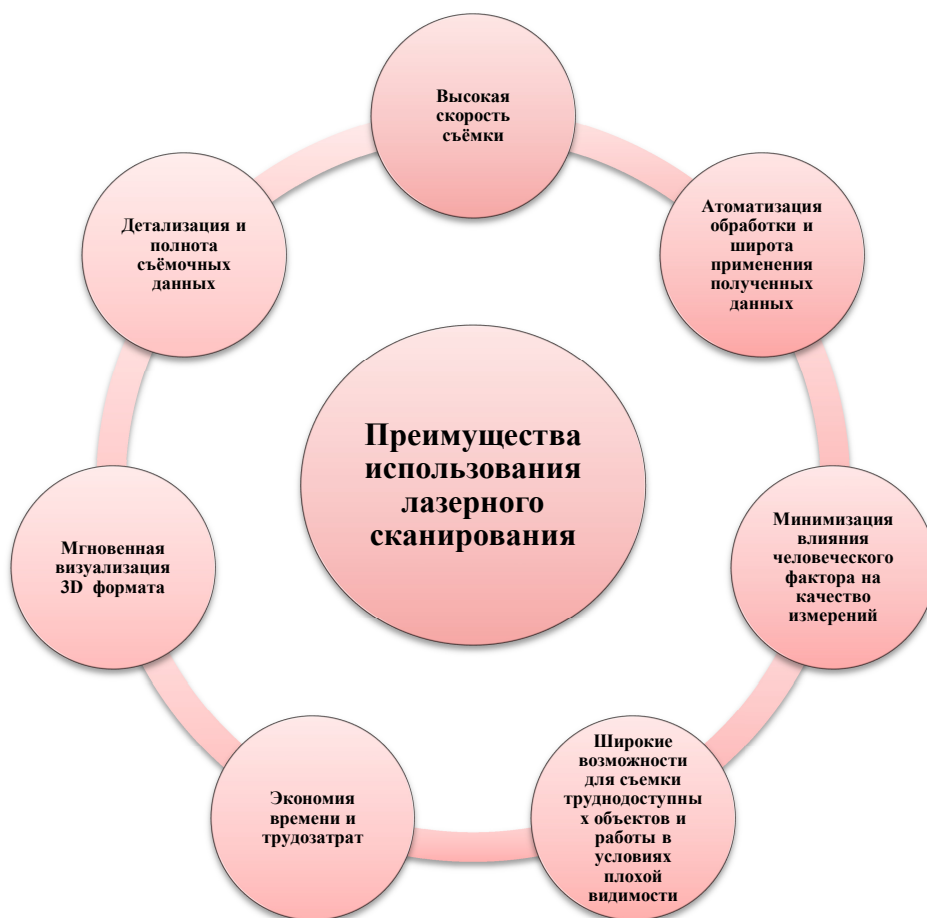 Высокая
скорость
съёмки
Атоматизация
обработки и
широта
применения
полученных
данных
Минимизация
влияния
человеческого
фактора на
качество
измерений
Широкие
возможности
для съемки
труднодоступны
х объектов и
работы в
условиях
плохой
видимости
Экономия
времени и
трудозатрат
Мгновенная
визуализация
3D формата
Детализация и
полнота
съёмочных
данных
Преимущества
использования
лазерного
сканирования